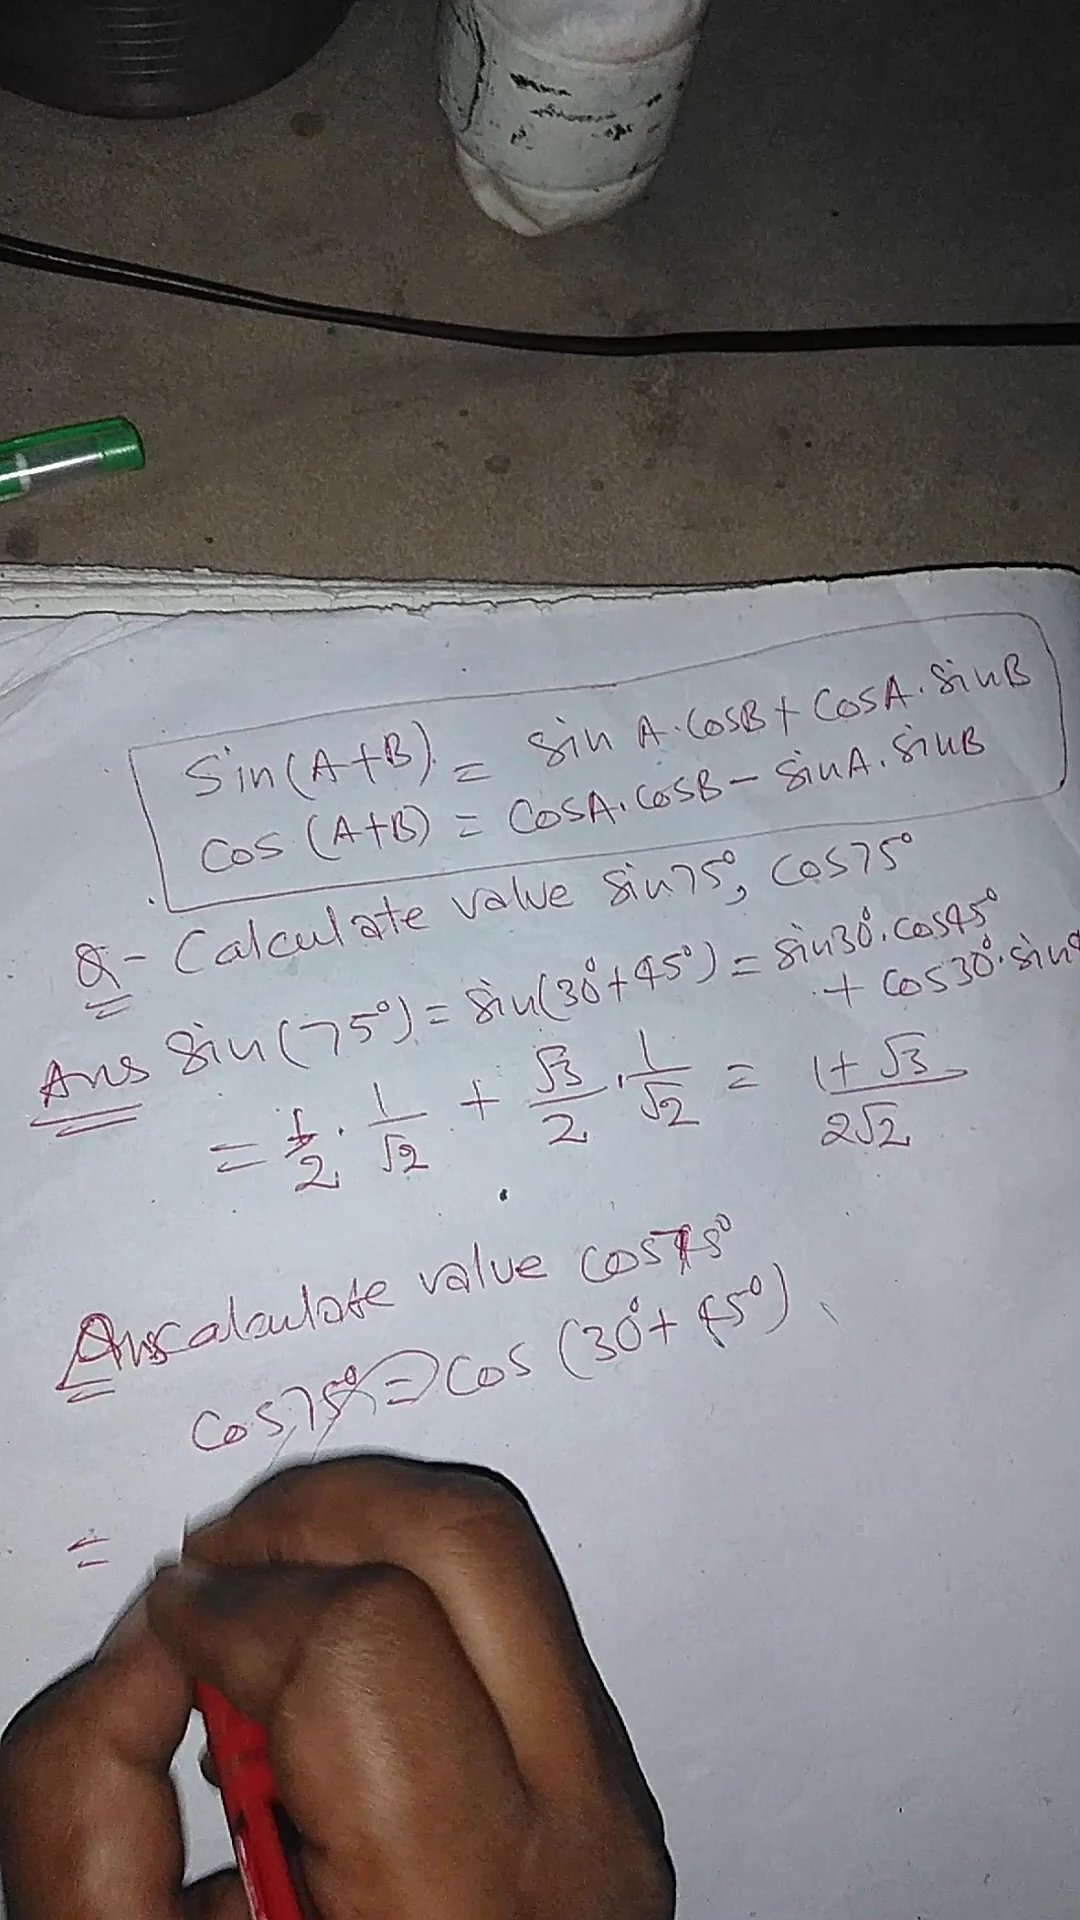 Sin(A+B) = sin A.cosB + cosA.sinB
cos (A+B) = cosA.cosB - sinA.sinB
Q- Calculate value sin75°, cos75°
Ans sin(75°) = sin(30°+45°) = sin30°.cos45°
+ cos30°.sin
= 1/2 . 1/√2 + √3/2 . 1/√2 = 1+√3/2√2
Ans calculate value cos75°
cos75° = cos (30°+45°)
=